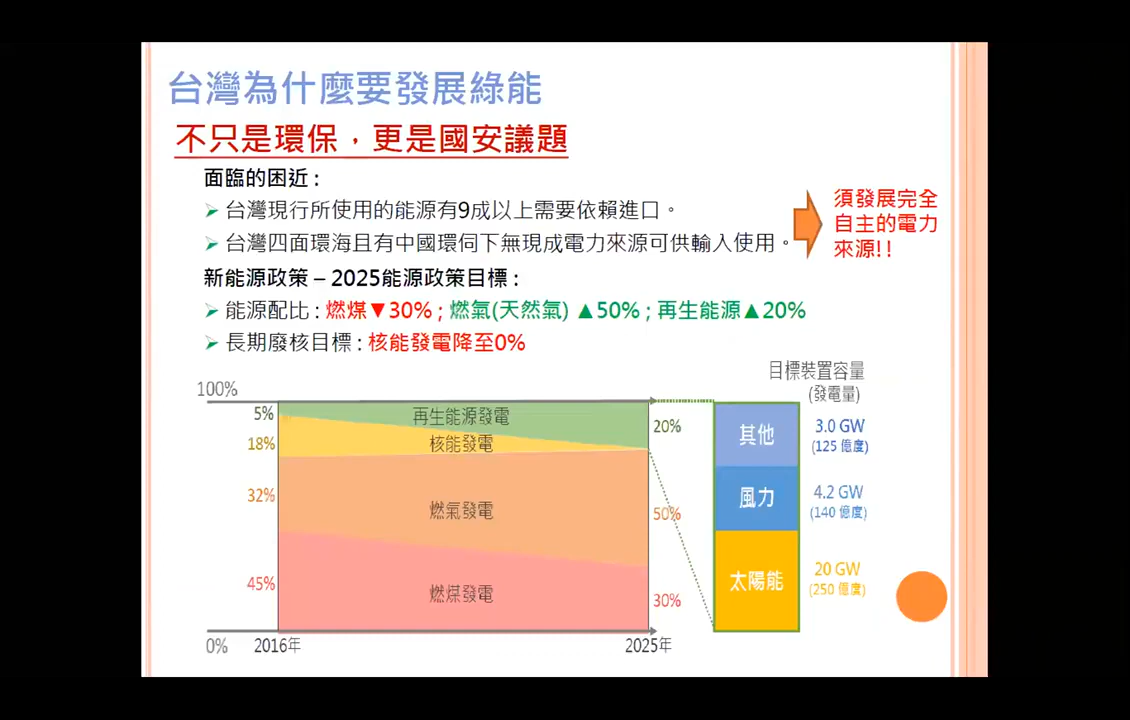 台灣為什麼要發展綠能
不只是環保，更是國安議題
面臨的困近：
台灣現行所使用的能源有9成以上需要依賴進口。
台灣四面環海且有中國環伺下無現成電力來源可供輸入使用。
須發展完全
自主的電力
來源!!
新能源政策 – 2025能源政策目標：
能源配比：燃煤▼30%；燃氣(天然氣) ▲50%；再生能源▲20%
長期廢核目標：核能發電降至0%
目標裝置容量
(發電量)
100%
5%
再生能源發電
20%
其他
3.0 GW
(125 億度)
18%
核能發電
32%
燃氣發電
50%
風力
4.2 GW
(140 億度)
45%
燃煤發電
30%
太陽能
20 GW
(250 億度)
0%
2016年
2025年